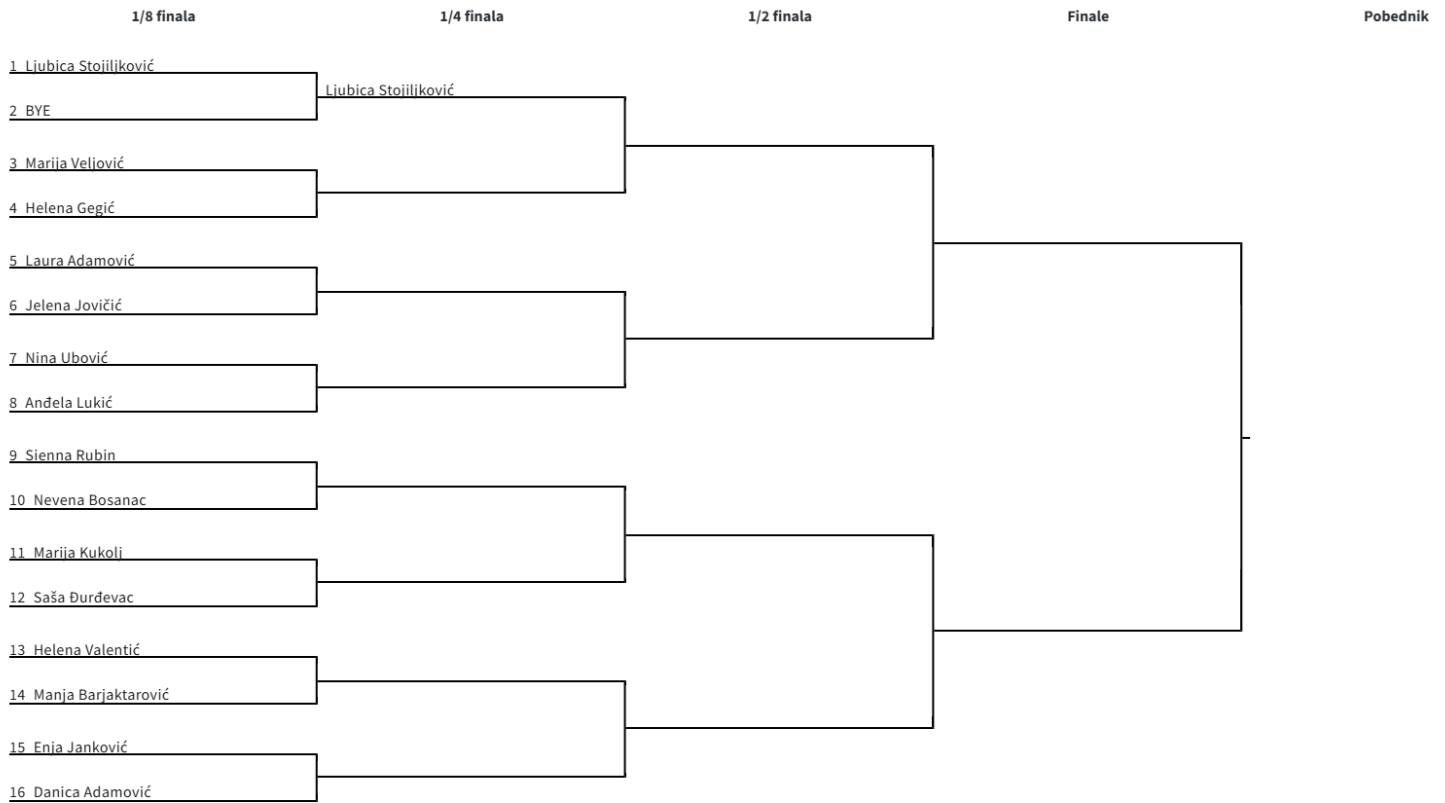 1/8 finala 1/4 finala 1/2 finala Finale Pobednik
1 Ljubica Stojiljković
Ljubica Stojiljković
2 BYE
3 Marija Veljović
4 Helena Gegić
5 Laura Adamović
6 Jelena Jovičić
7 Nina Ubović
8 Anđela Lukić
9 Sienna Rubin
10 Nevena Bosanac
11 Marija Kukolj
12 Saša Đurđevac
13 Helena Valentić
14 Manja Barjaktarović
15 Enja Janković
16 Danica Adamović